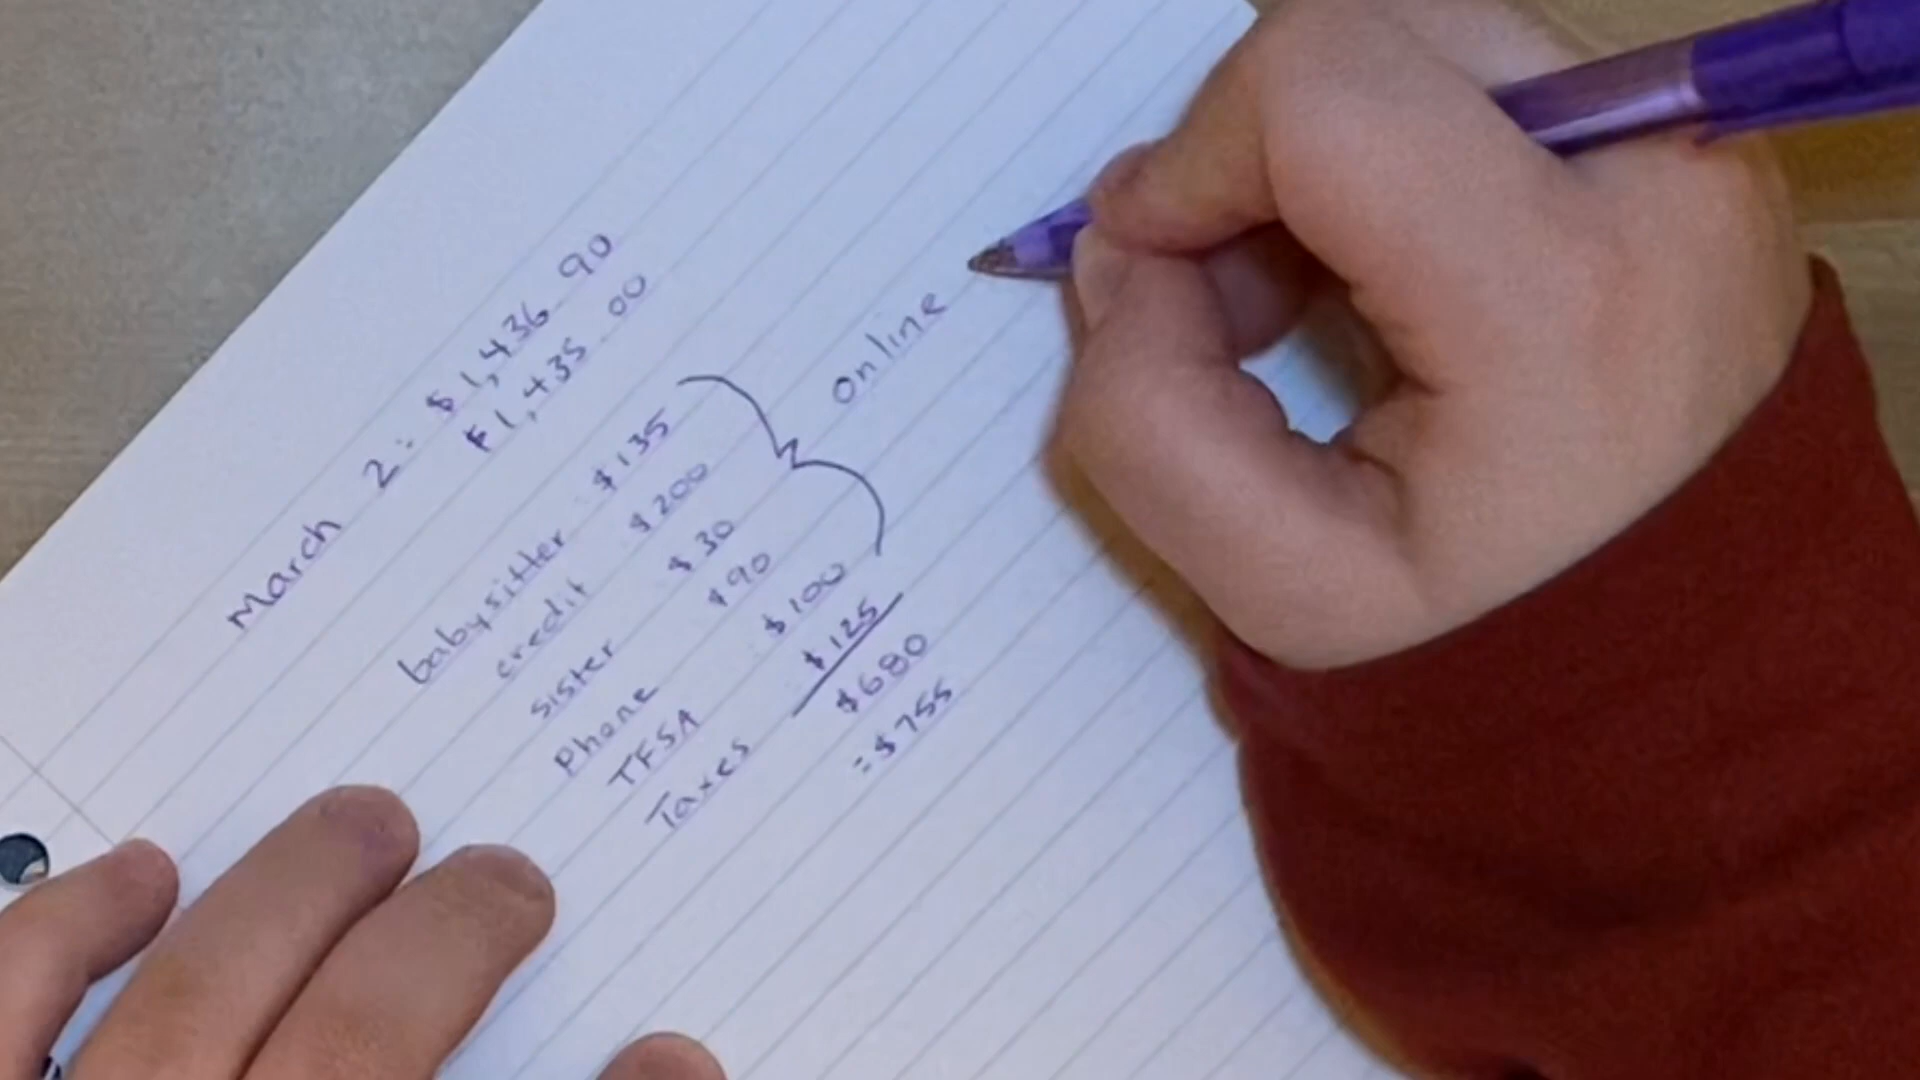 March 2: $1,436.90
$1,435.00
babysitter $135
credit $200
sister $30
Phone $90
TFSA $100
Taxes $125
$680
= $755
online